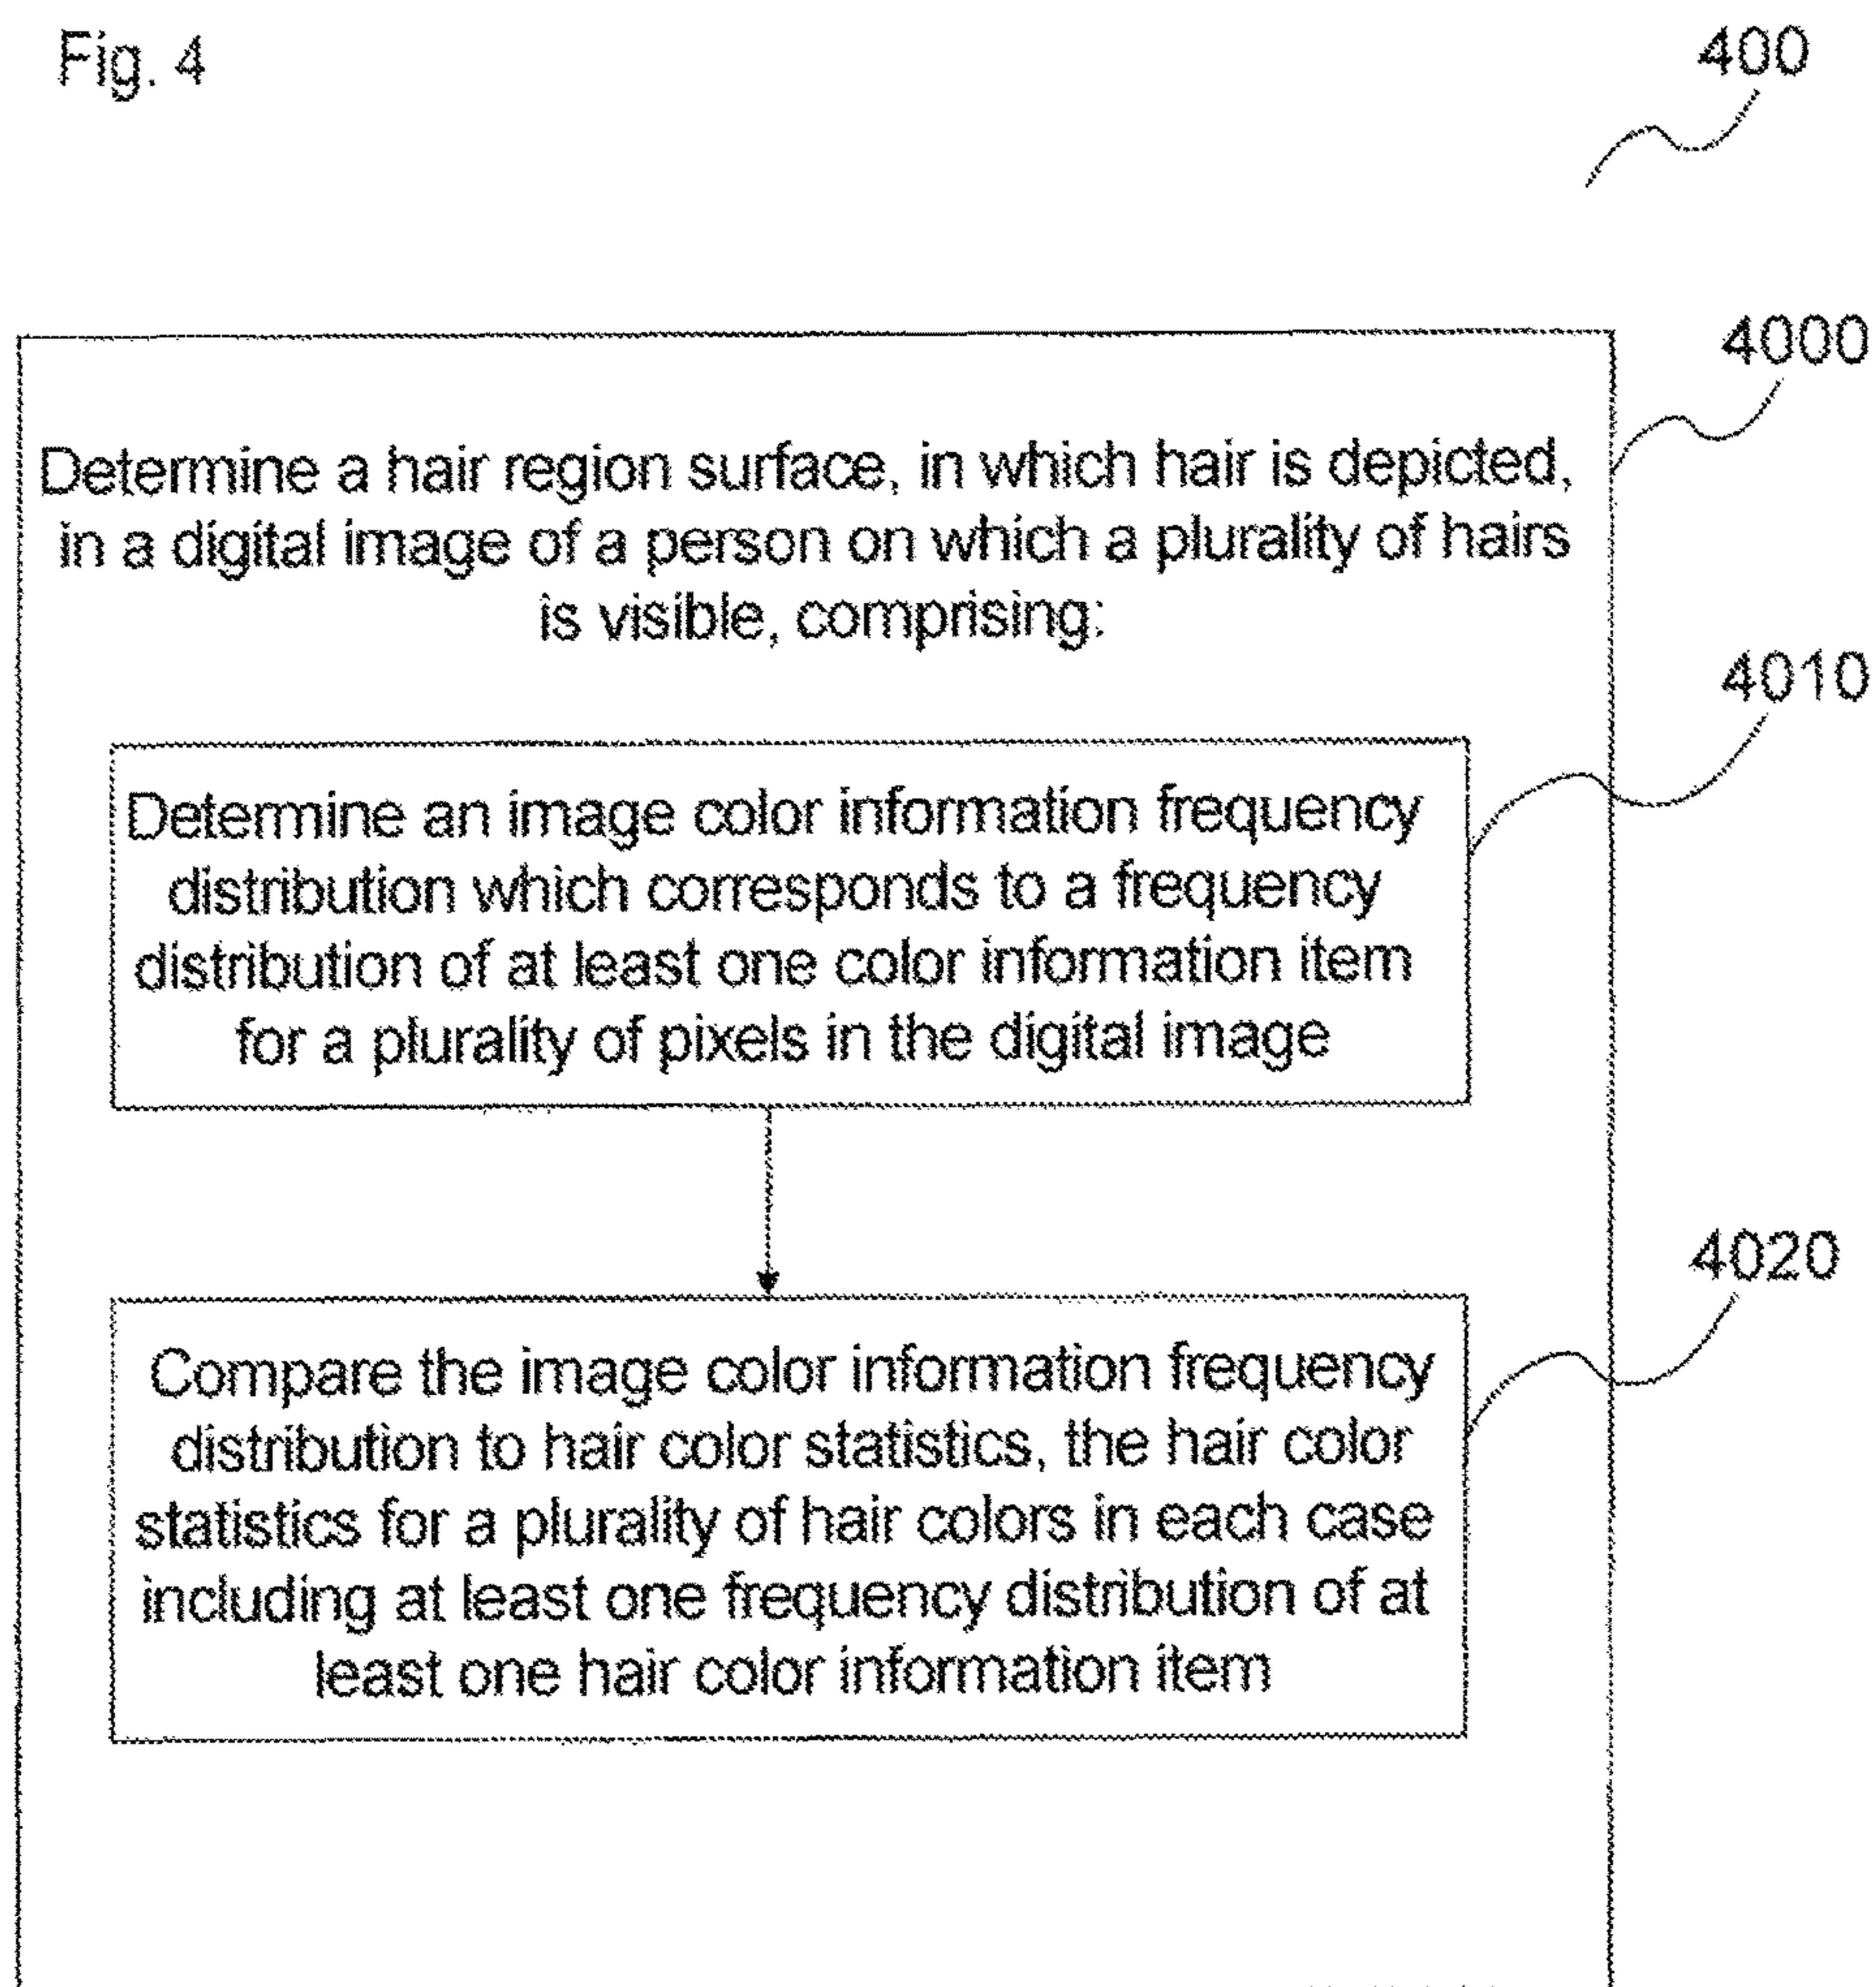 Fig. 4
400
4000
Determine a hair region surface, in which hair is depicted,
in a digital image of a person on which a plurality of hairs
is visible, comprising:
4010
Determine an image color information frequency
distribution which corresponds to a frequency
distribution of at least one color information item
for a plurality of pixels in the digital image
4020
Compare the image color information frequency
distribution to hair color statistics, the hair color
statistics for a plurality of hair colors in each case
including at least one frequency distribution of at
least one hair color information item